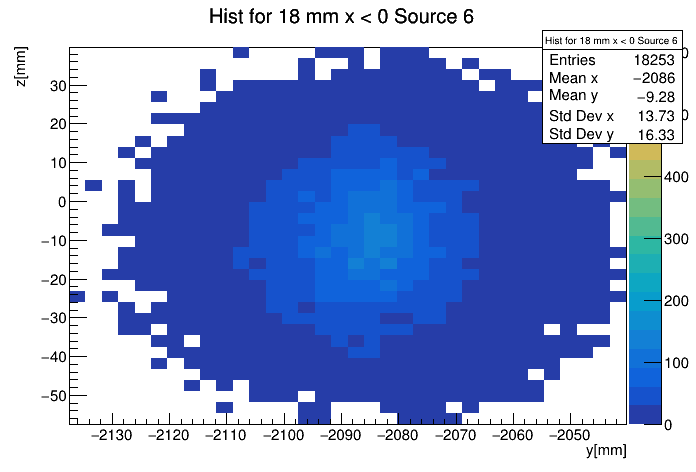 Hist for 18 mm x < 0 Source 6
z[mm]
Hist for 18 mm x < 0 Source 6
Entries 18253
Mean x −2086
Mean y −9.28
Std Dev x 13.73
Std Dev y 16.33
30
20
10
0
−10
−20
−30
−40
−50
0
0
400
300
200
100
0
−2130 −2120 −2110 −2100 −2090 −2080 −2070 −2060 −2050
y[mm]